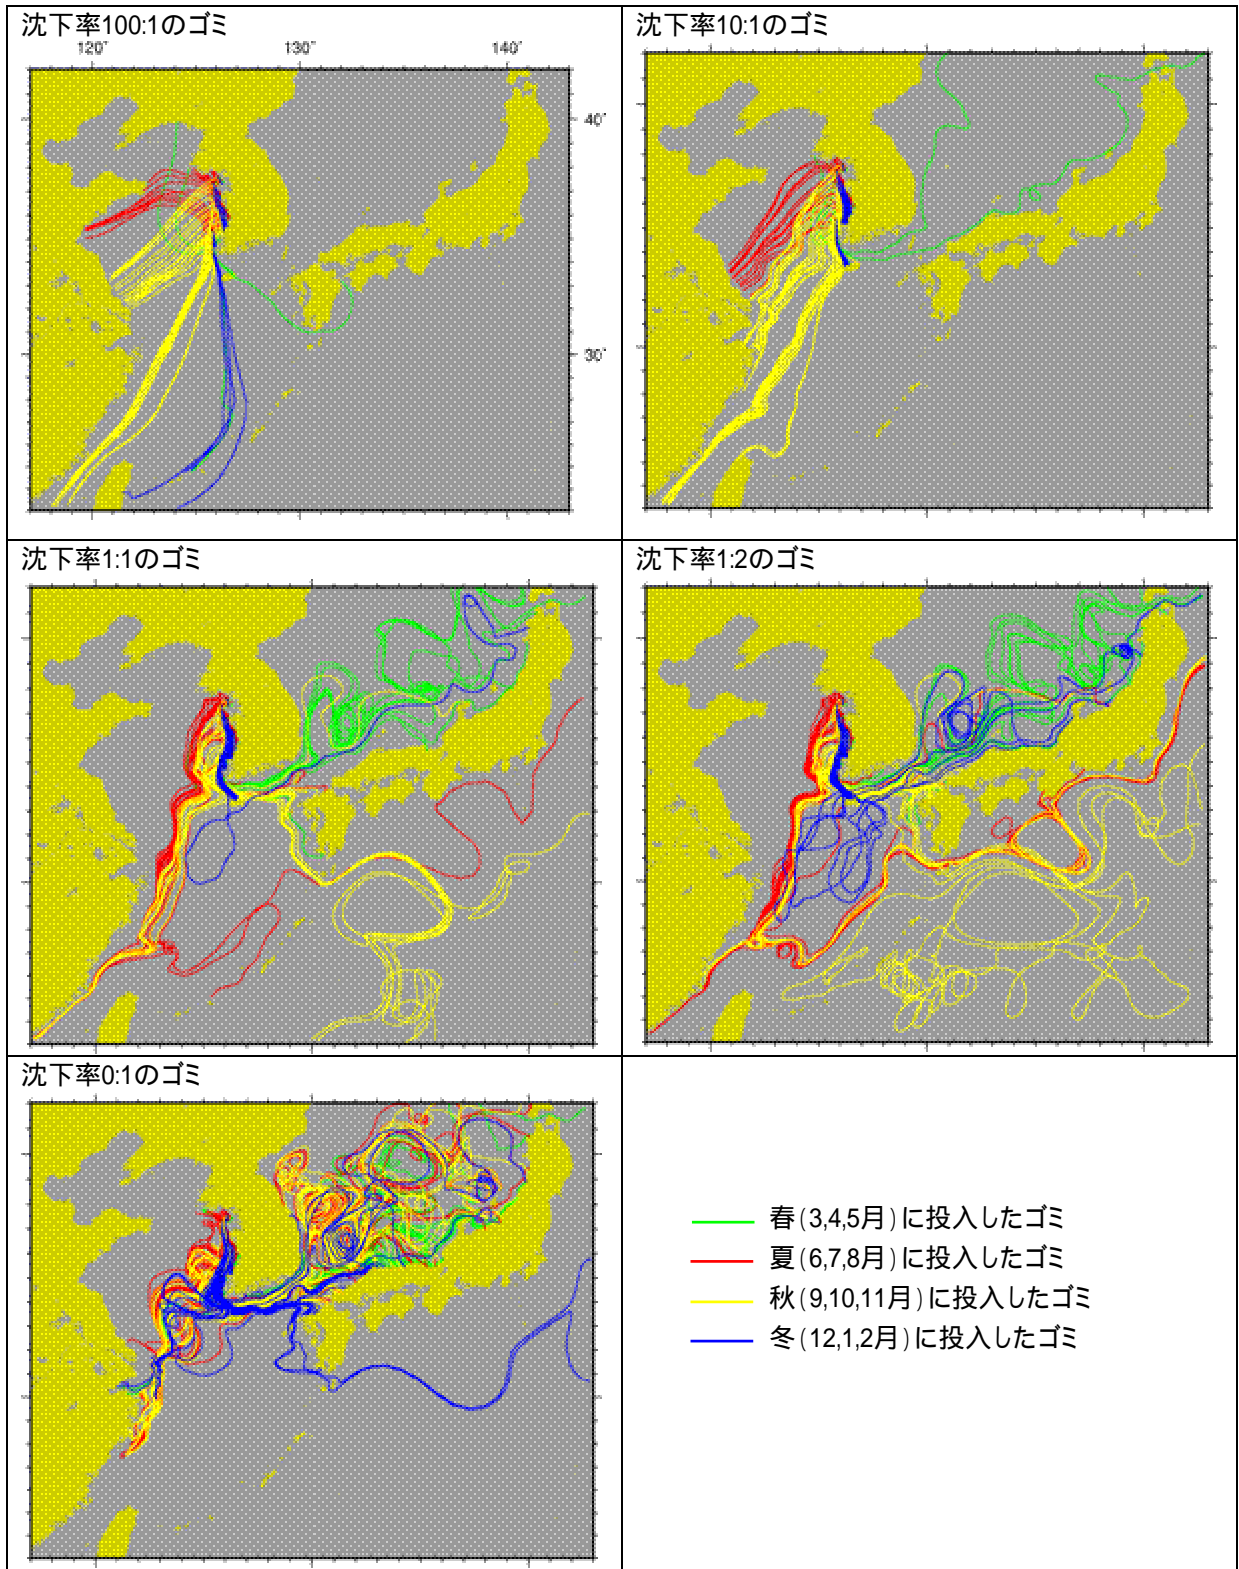 沈下率100:1のゴミ
沈下率10:1のゴミ
120°
130°
140°
40°
30°
沈下率1:1のゴミ
沈下率1:2のゴミ
沈下率0:1のゴミ
春(3,4,5月)に投入したゴミ
夏(6,7,8月)に投入したゴミ
秋(9,10,11月)に投入したゴミ
冬(12,1,2月)に投入したゴミ